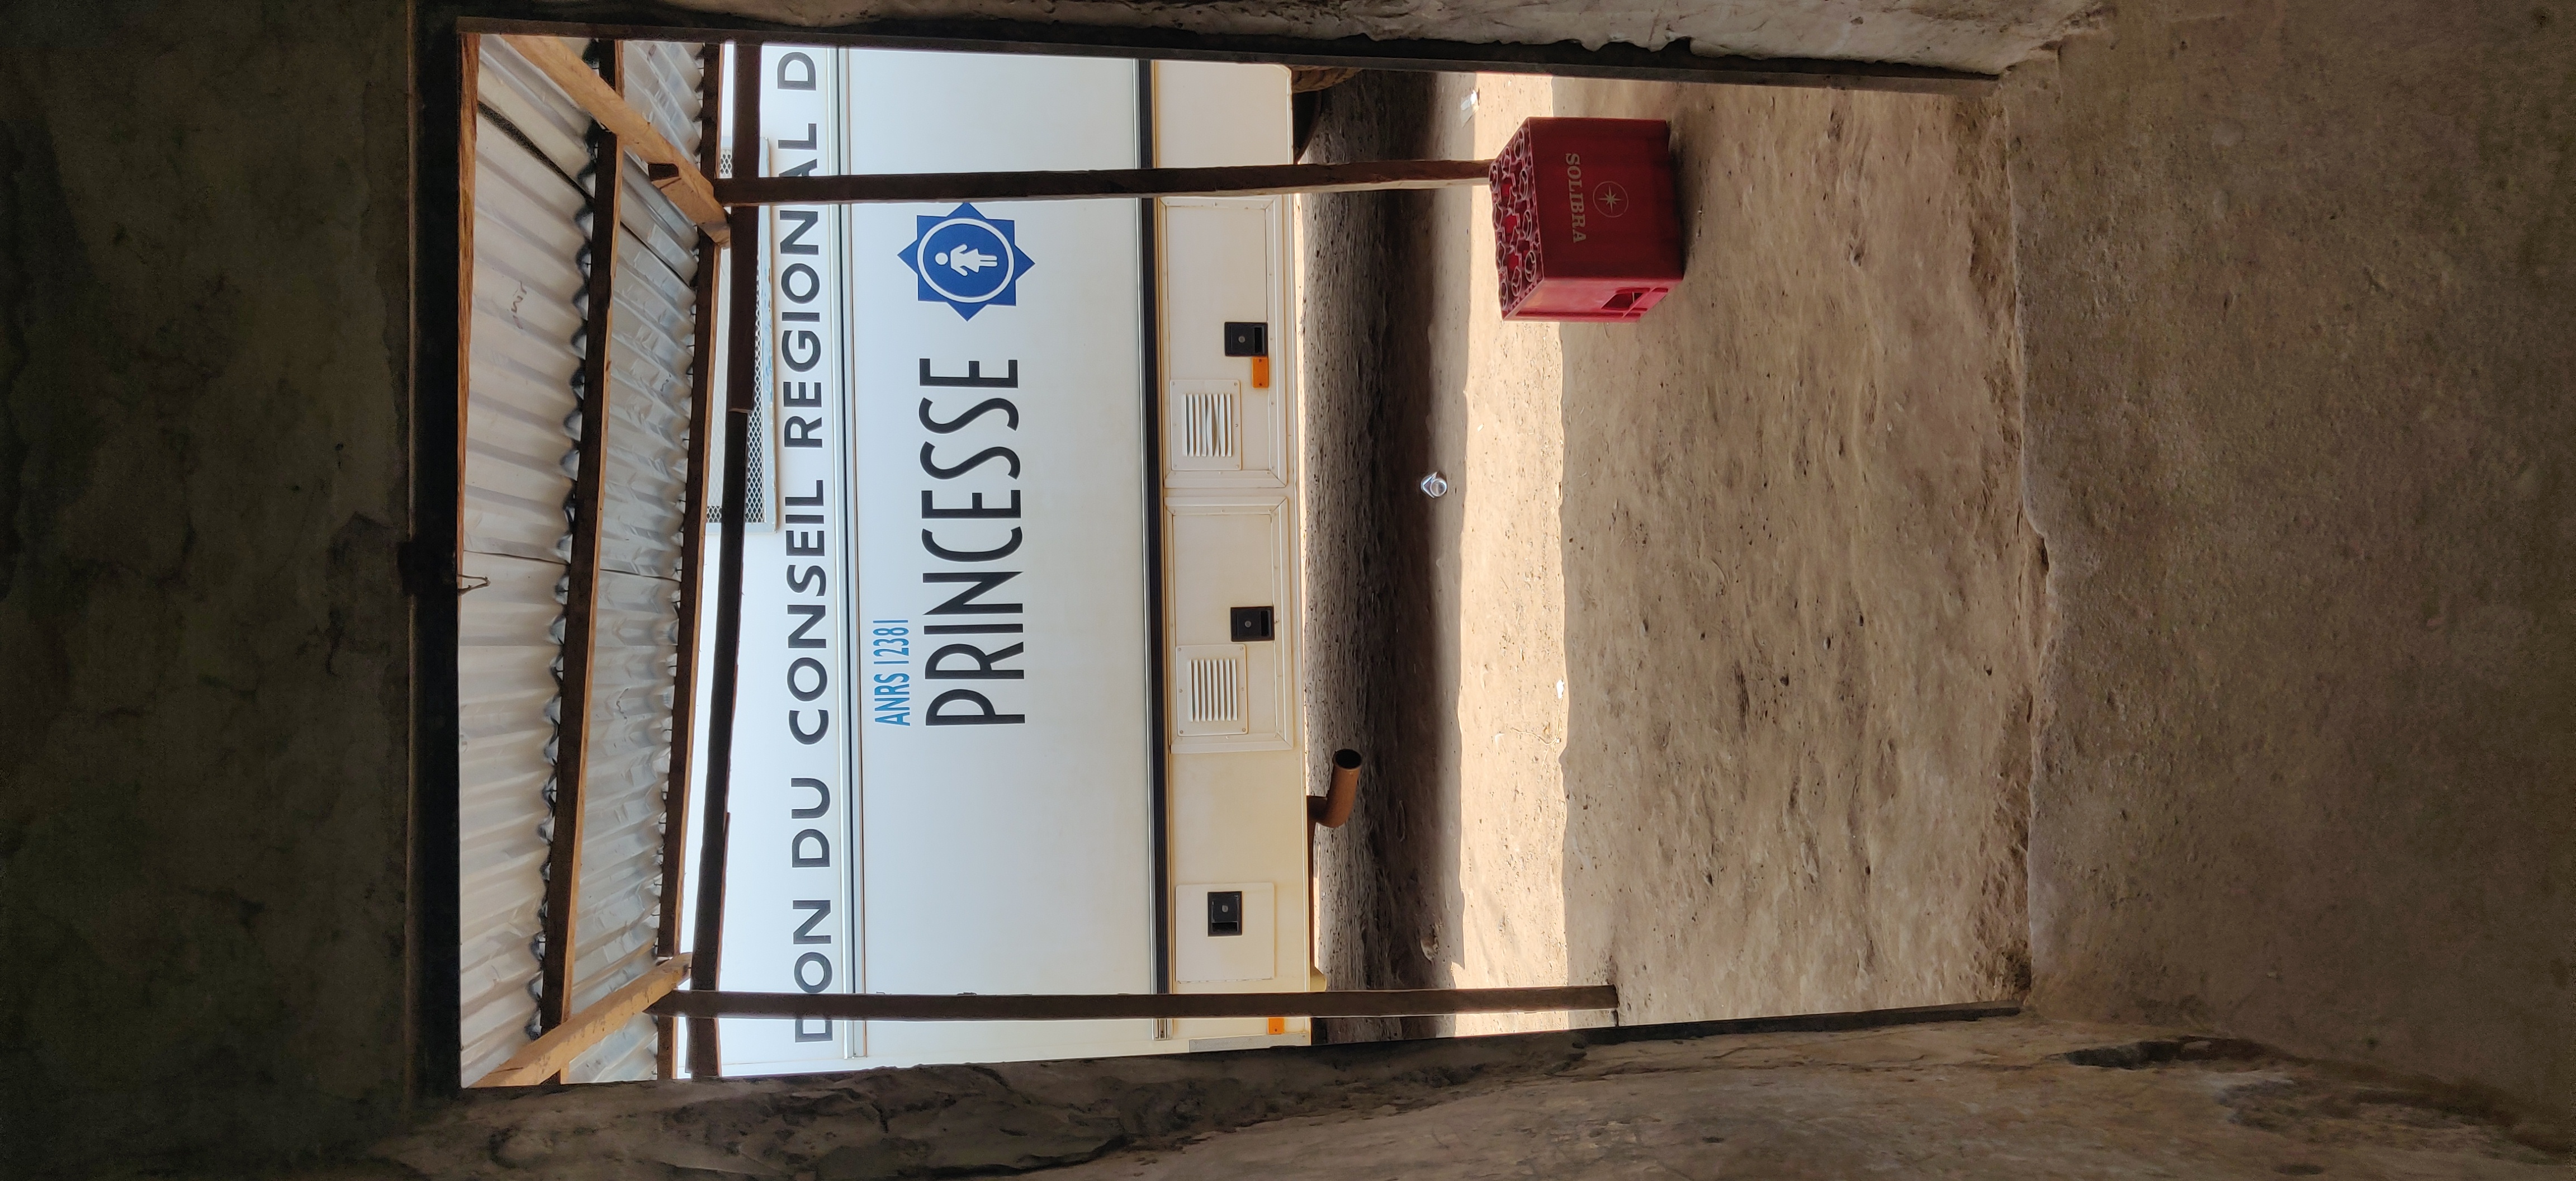 DON DU CONSEIL REGIONAL D
ANRS 12381
PRINCESSE
SOLIBRA